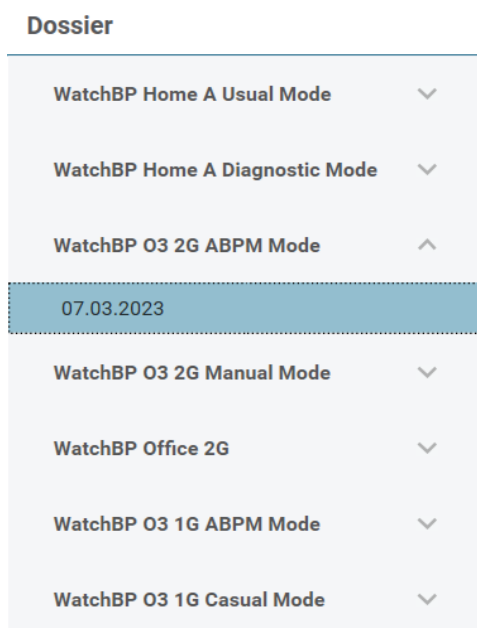 Dossier
WatchBP Home A Usual Mode
WatchBP Home A Diagnostic Mode
WatchBP O3 2G ABPM Mode
07.03.2023
WatchBP O3 2G Manual Mode
WatchBP Office 2G
WatchBP O3 1G ABPM Mode
WatchBP O3 1G Casual Mode